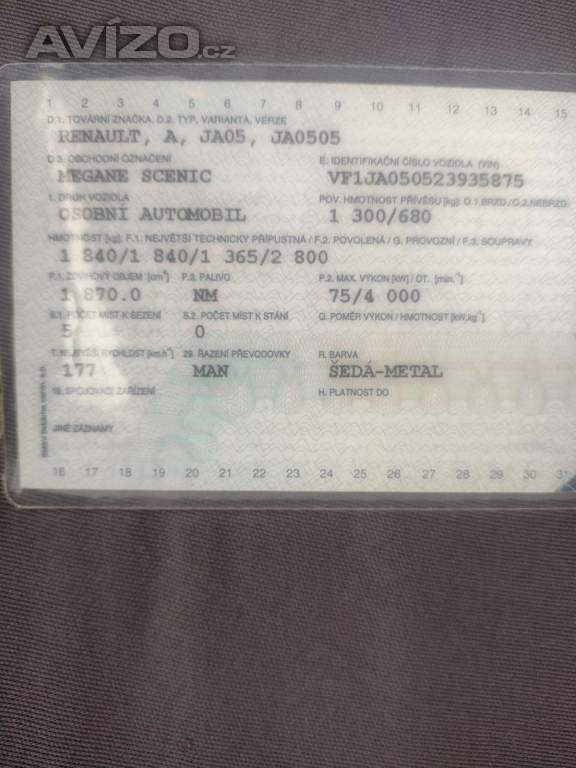 AVÍZO.cz
1 2 3 4 5 6 7 8 9 10 11 12 13 14 15
D.1. TOVÁRNÍ ZNAČKA, D.2. TYP, VARIANTA, VERZE
RENAULT, A, JA05, JA0505
D.3. OBCHODNÍ OZNAČENÍ E. IDENTIFIKAČNÍ ČÍSLO VOZIDLA (VIN)
MEGANE SCENIC VF1JA050523935875
1. DRUH VOZIDLA POV. HMOTNOST PŘÍVĚSU [kg]: O.1 BRZD./O.2.NEBRZD.
OSOBNÍ AUTOMOBIL 1 300/680
HMOTNOST [kg]: F.1. NEJVĚTŠÍ TECHNICKY PŘÍPUSTNÁ / F.2. POVOLENÁ / G. PROVOZNÍ / F.3. SOUPRAVY
1 840/1 840/1 365/2 800
P.1. ZDVIHOVÝ OBJEM [cm³] P.3. PALIVO P.2. MAX. VÝKON [kW] / OT. [min.⁻¹]
1 870.0 NM 75/4 000
S.1. POČET MÍST K SEZENÍ S.2. POČET MÍST K STÁNÍ Q. POMĚR VÝKON / HMOTNOST [kW.kg⁻¹]
5 0
T. NEJVYŠŠÍ RYCHLOST [km.h⁻¹] 29. ŘAZENÍ PŘEVODOVKY R. BARVA
177 MAN ŠEDÁ-METAL
18. SPOJOVACÍ ZAŘÍZENÍ H. PLATNOST DO
JINÉ ZÁZNAMY
16 17 18 19 20 21 22 23 24 25 26 27 28 29 30 31